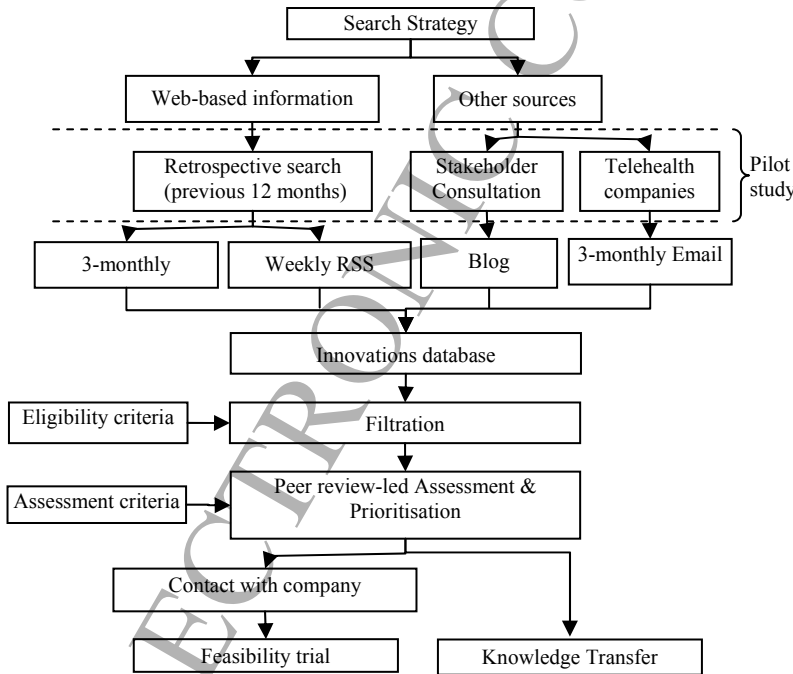 Search Strategy
Web-based information
Other sources
Retrospective search
(previous 12 months)
Stakeholder
Consultation
Telehealth
companies
Pilot
study
3-monthly
Weekly RSS
Blog
3-monthly Email
Innovations database
Eligibility criteria
Filtration
Assessment criteria
Peer review-led Assessment &
Prioritisation
Contact with company
Feasibility trial
Knowledge Transfer
ECTRONIC C